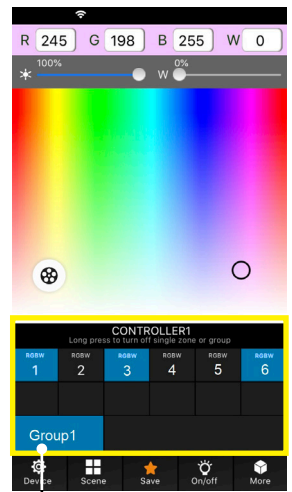 R 245 G 198 B 255 W 0
100% W 0%
CONTROLLER1
Long press to turn off single zone or group
RGBW RGBW RGBW RGBW RGBW RGBW
1 2 3 4 5 6
Group1
Device Scene Save On/off More